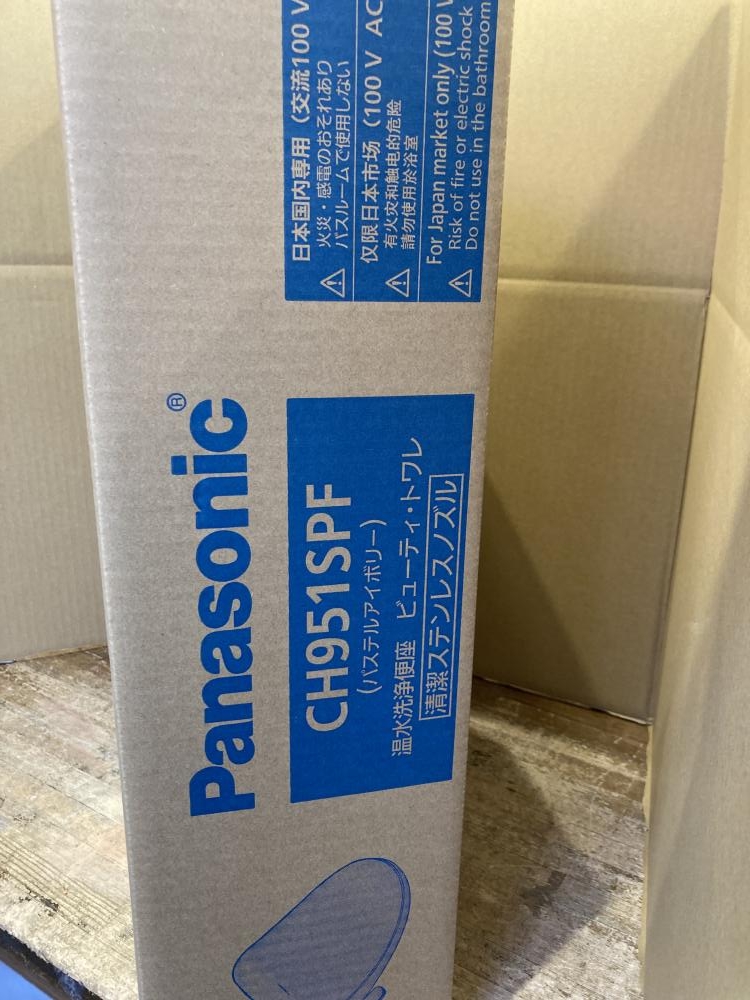 Panasonic®
CH951SPF
(パステルアイボリー)
温水洗浄便座 ビューティ・トワレ
清潔ステンレスノズル
日本国内専用(交流100 V
火災・感電のおそれあり
バスルームで使用しない
仅限日本市场(100 V AC
有火灾和触电的危险
請勿使用於浴室
For Japan market only (100 V
Risk of fire or electric shock
Do not use in the bathroom